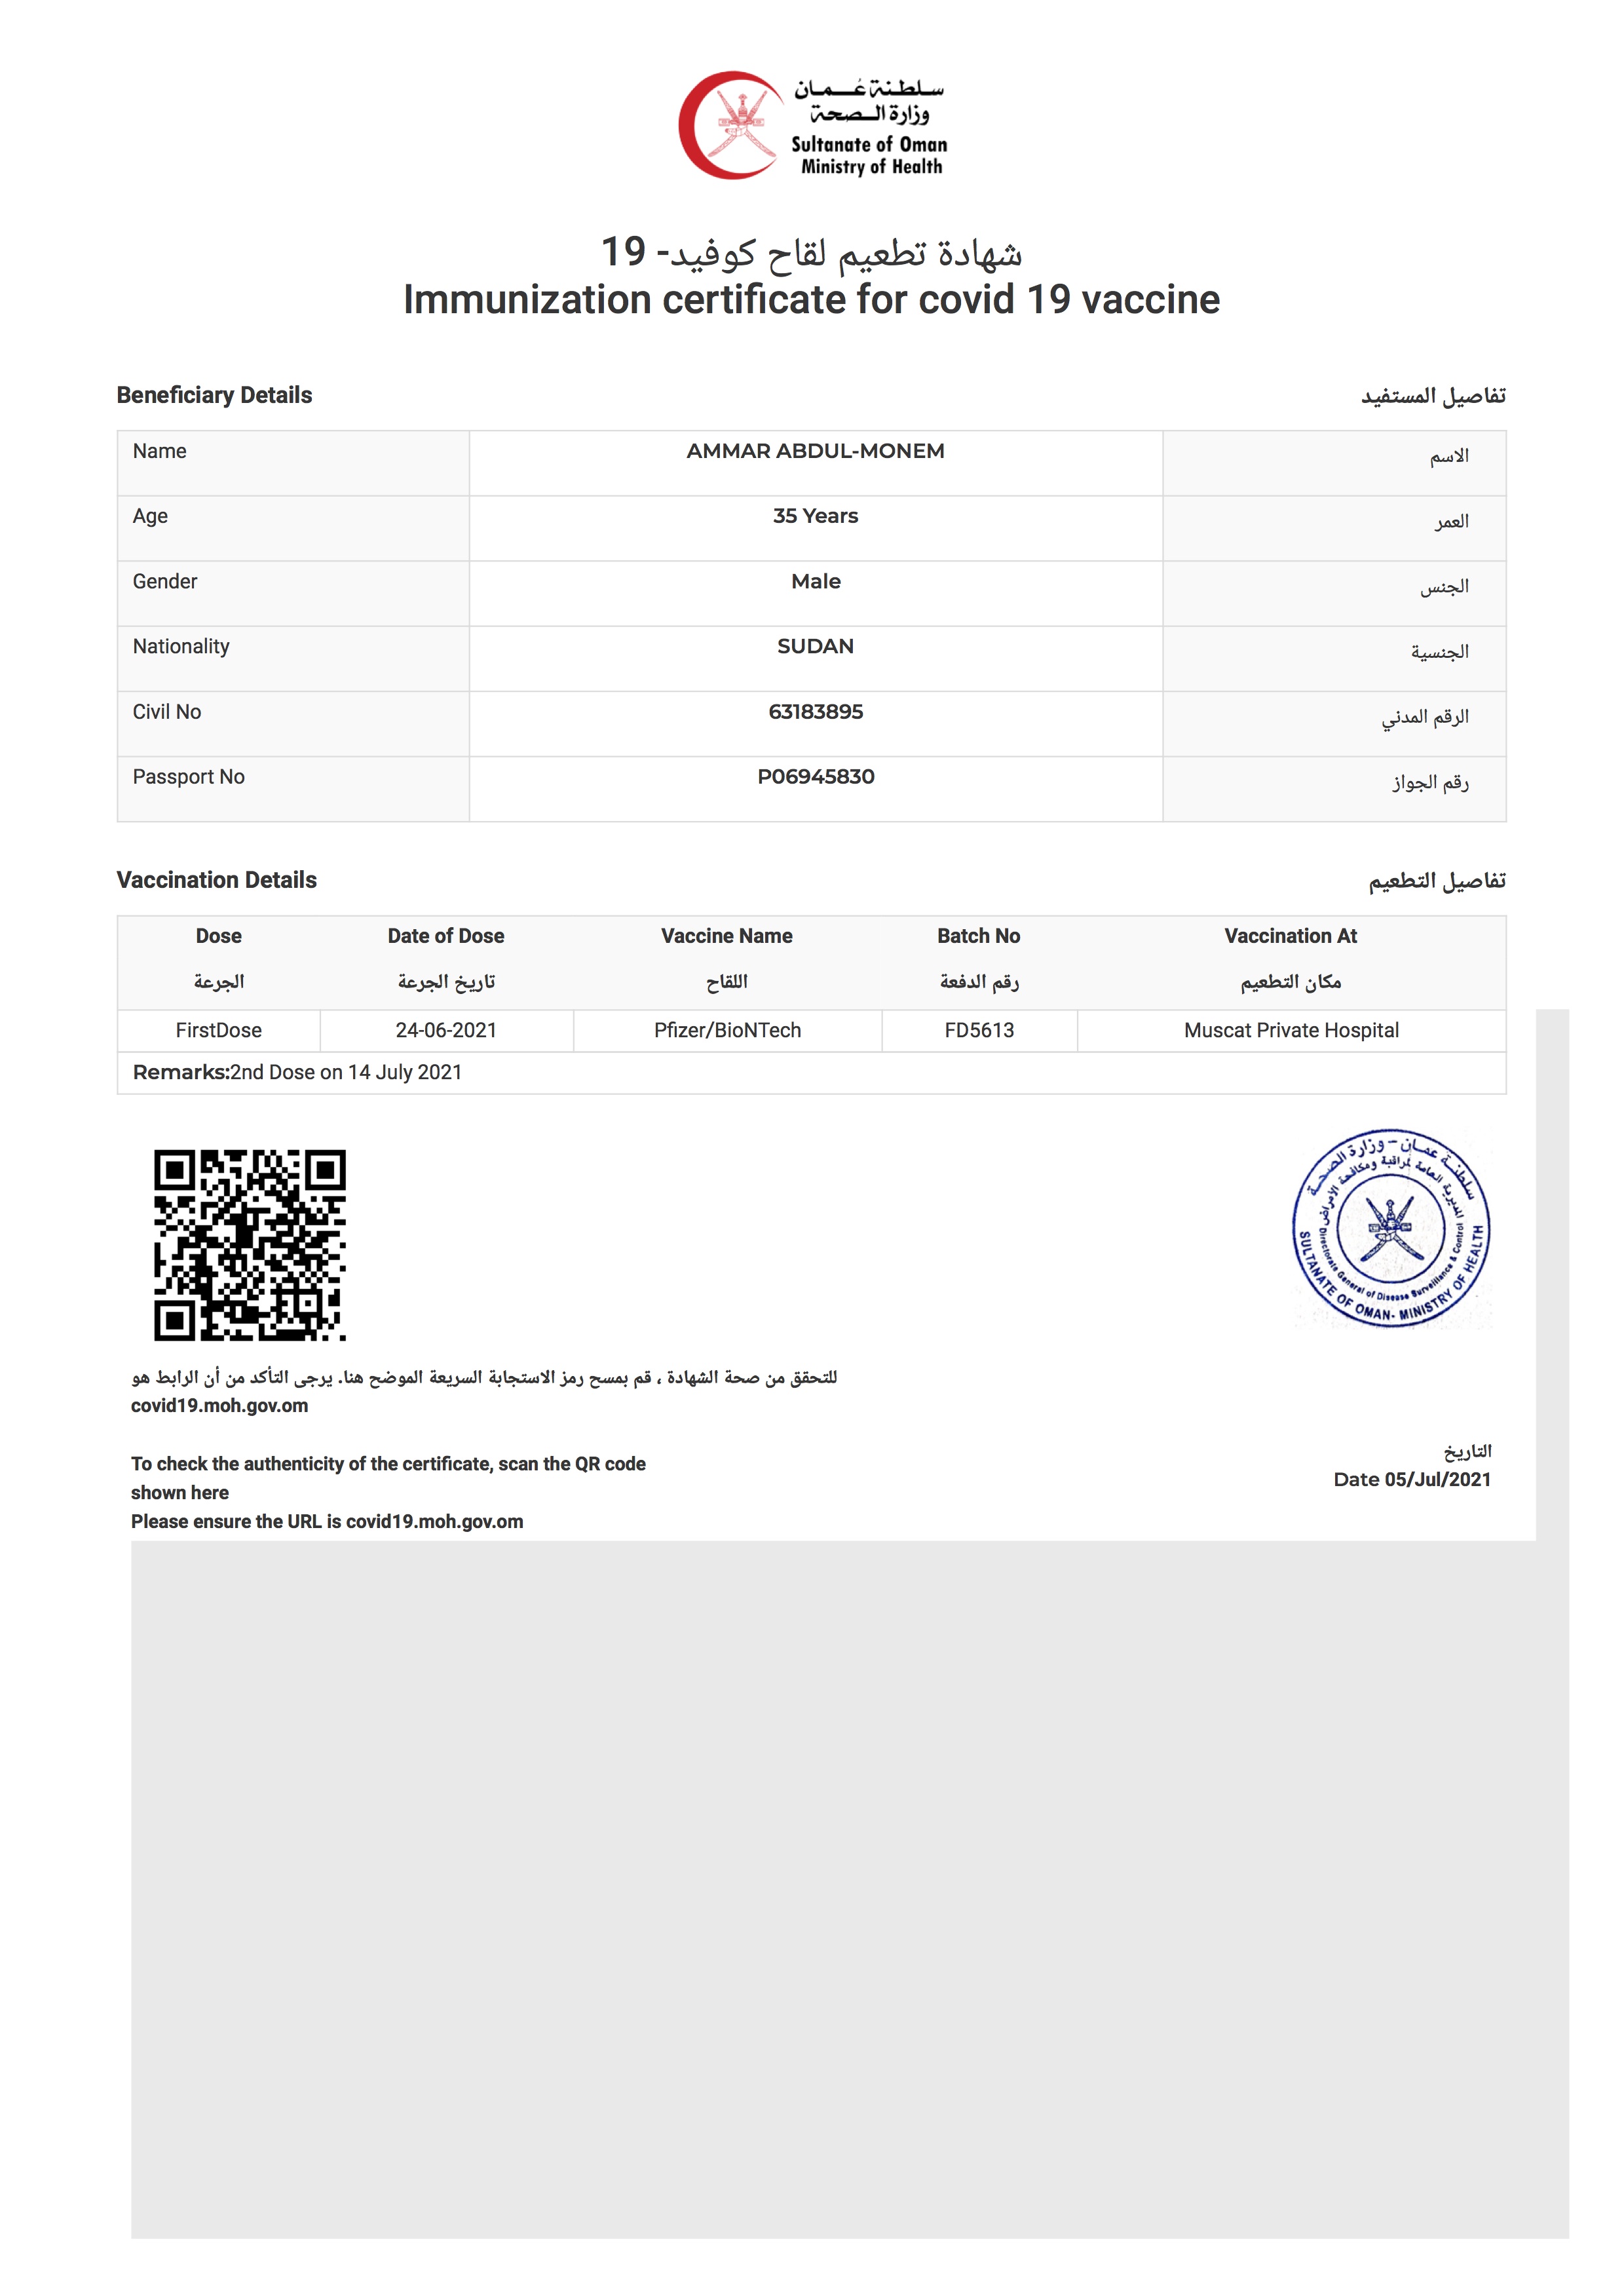 سلطنة عُمان
وزارة الصحة
Sultanate of Oman
Ministry of Health
شهادة تطعيم لقاح كوفيد- 19
Immunization certificate for covid 19 vaccine
Beneficiary Details تفاصيل المستفيد
Name AMMAR ABDUL-MONEM الاسم
Age 35 Years العمر
Gender Male الجنس
Nationality SUDAN الجنسية
Civil No 63183895 الرقم المدني
Passport No P06945830 رقم الجواز
Vaccination Details تفاصيل التطعيم
Dose Date of Dose Vaccine Name Batch No Vaccination At
الجرعة تاريخ الجرعة اللقاح رقم الدفعة مكان التطعيم
FirstDose 24-06-2021 Pfizer/BioNTech FD5613 Muscat Private Hospital
Remarks:2nd Dose on 14 July 2021
سلطنة عمان - وزارة الصحة
المديرية العامة لمراقبة ومكافحة الأمراض
Directorate General of Disease Surveillance & Control
SULTANATE OF OMAN- MINISTRY OF HEALTH
للتحقق من صحة الشهادة ، قم بمسح رمز الاستجابة السريعة الموضح هنا. يرجى التأكد من أن الرابط هو
covid19.moh.gov.om
To check the authenticity of the certificate, scan the QR code
shown here
Please ensure the URL is covid19.moh.gov.om
التاريخ
Date 05/Jul/2021